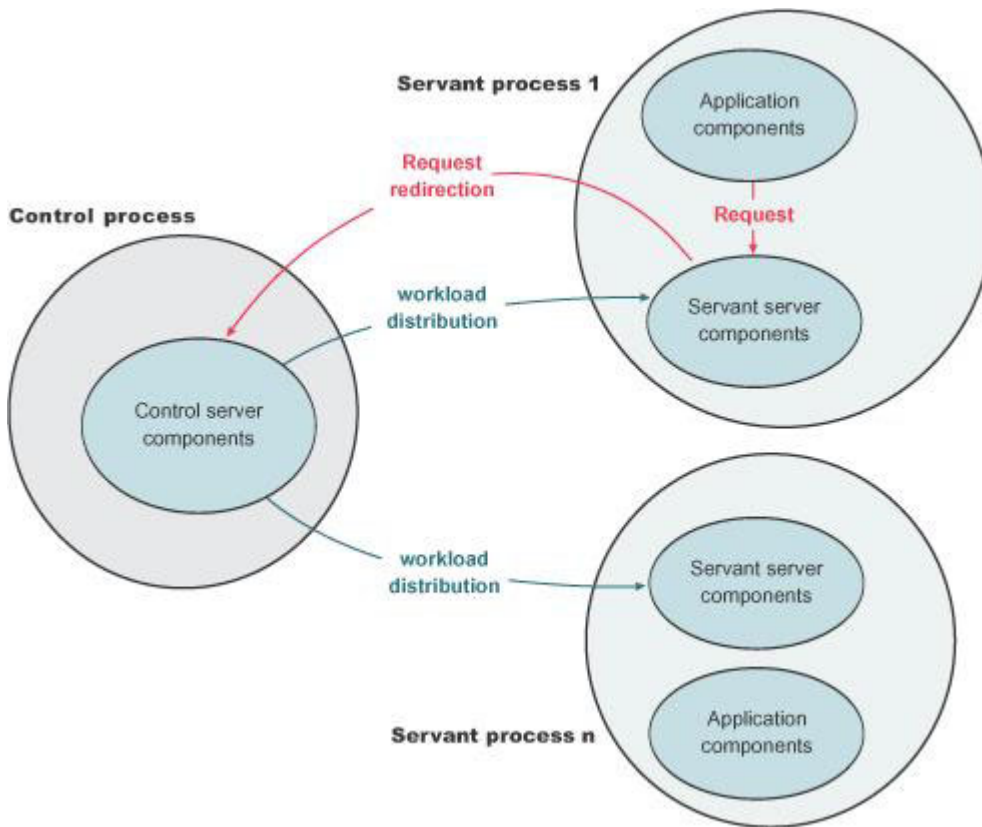 Servant process 1
Application
components
Request
redirection
Request
Control process
workload
distribution
Servant server
components
Control server
components
workload
distribution
Servant server
components
Servant process n
Application
components